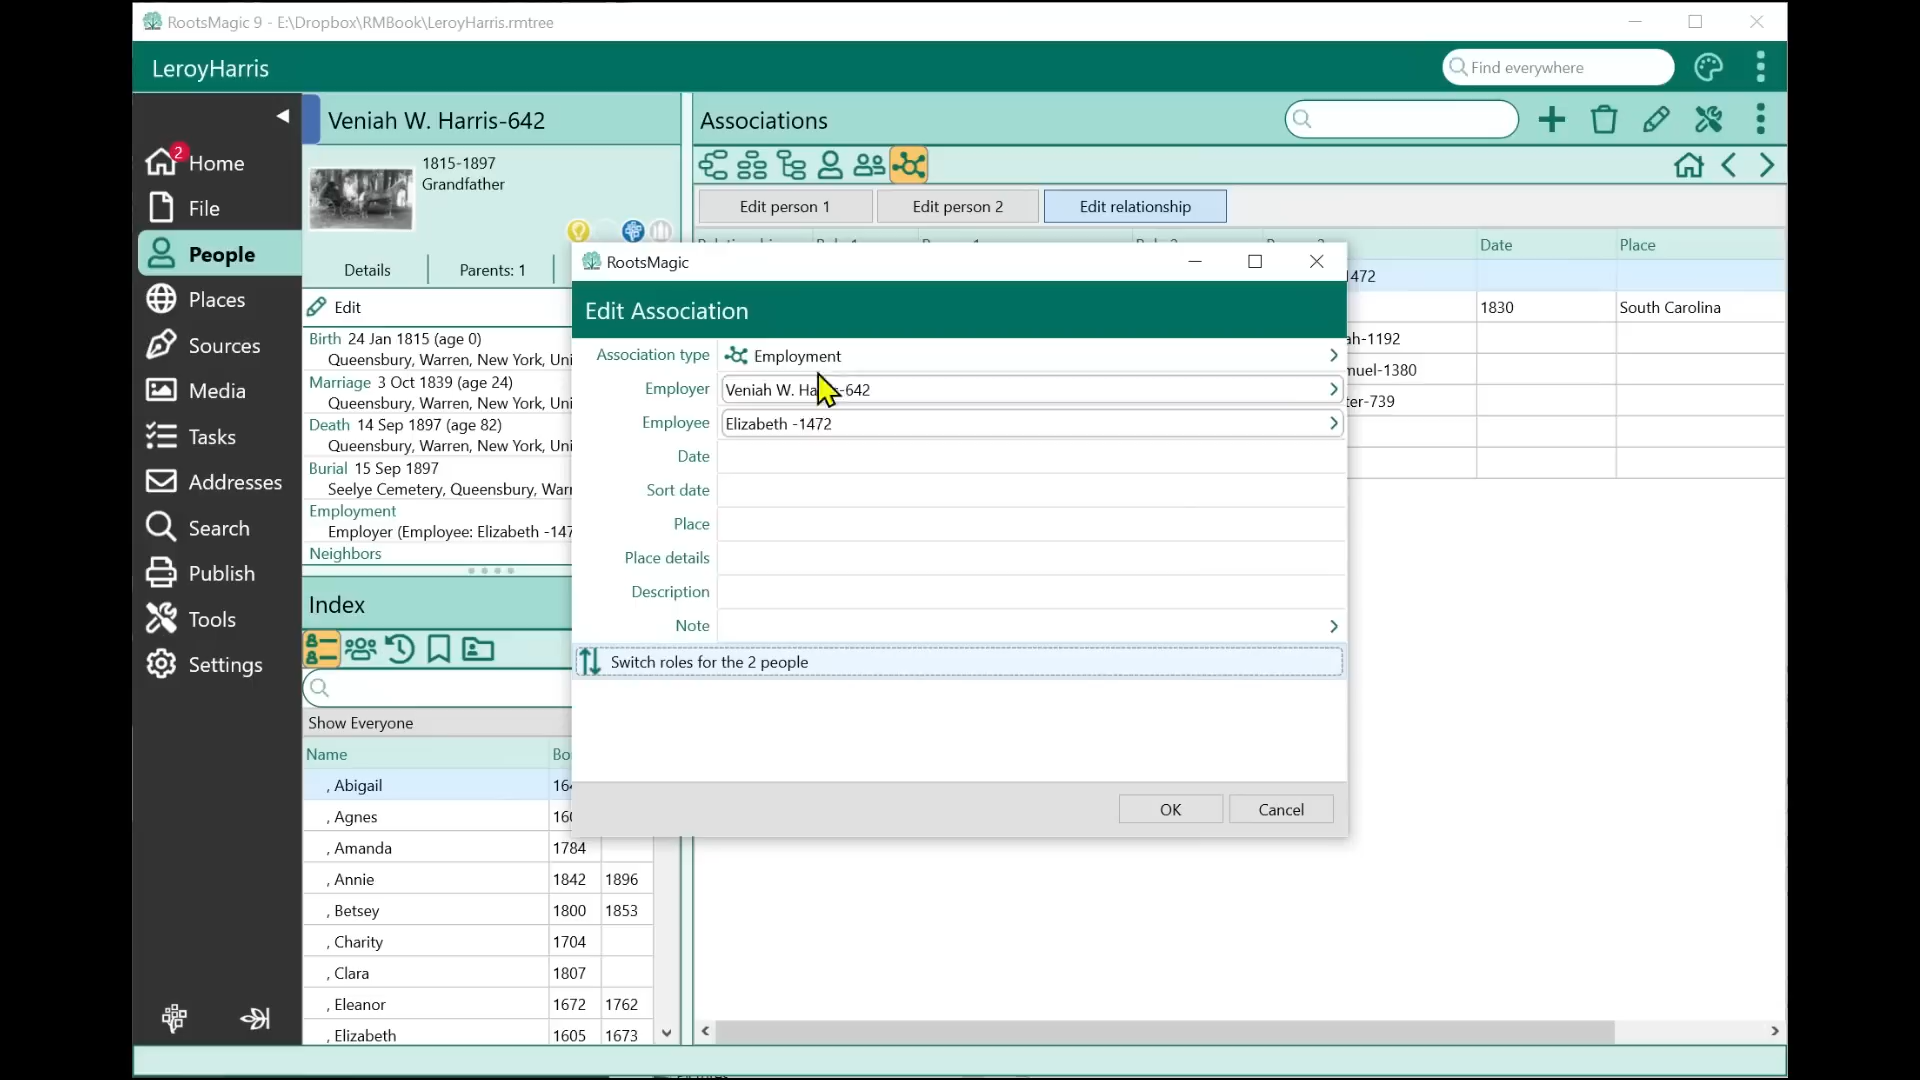 RootsMagic 9 - E:\Dropbox\RMBook\LeroyHarris.rmtree
LeroyHarris
Find everywhere
Veniah W. Harris-642
Associations
2
Home
File
People
Places
Sources
Media
Tasks
Addresses
Search
Publish
Tools
Settings
1815-1897
Grandfather
Details
Parents: 1
Edit
Birth 24 Jan 1815 (age 0)
Queensbury, Warren, New York, Uni
Marriage 3 Oct 1839 (age 24)
Queensbury, Warren, New York, Uni
Death 14 Sep 1897 (age 82)
Queensbury, Warren, New York, Uni
Burial 15 Sep 1897
Seelye Cemetery, Queensbury, Warr
Employment
Employer (Employee: Elizabeth -147
Neighbors
Index
Show Everyone
Name Bo
, Abigail 164
, Agnes 160
, Amanda 1784
, Annie 1842 1896
, Betsey 1800 1853
, Charity 1704
, Clara 1807
, Eleanor 1672 1762
, Elizabeth 1605 1673
Edit person 1
Edit person 2
Edit relationship
Date Place
1472
1830 South Carolina
ah-1192
muel-1380
ter-739
RootsMagic
Edit Association
Association type Employment
Employer Veniah W. Ha s-642
Employee Elizabeth -1472
Date
Sort date
Place
Place details
Description
Note
Switch roles for the 2 people
OK
Cancel